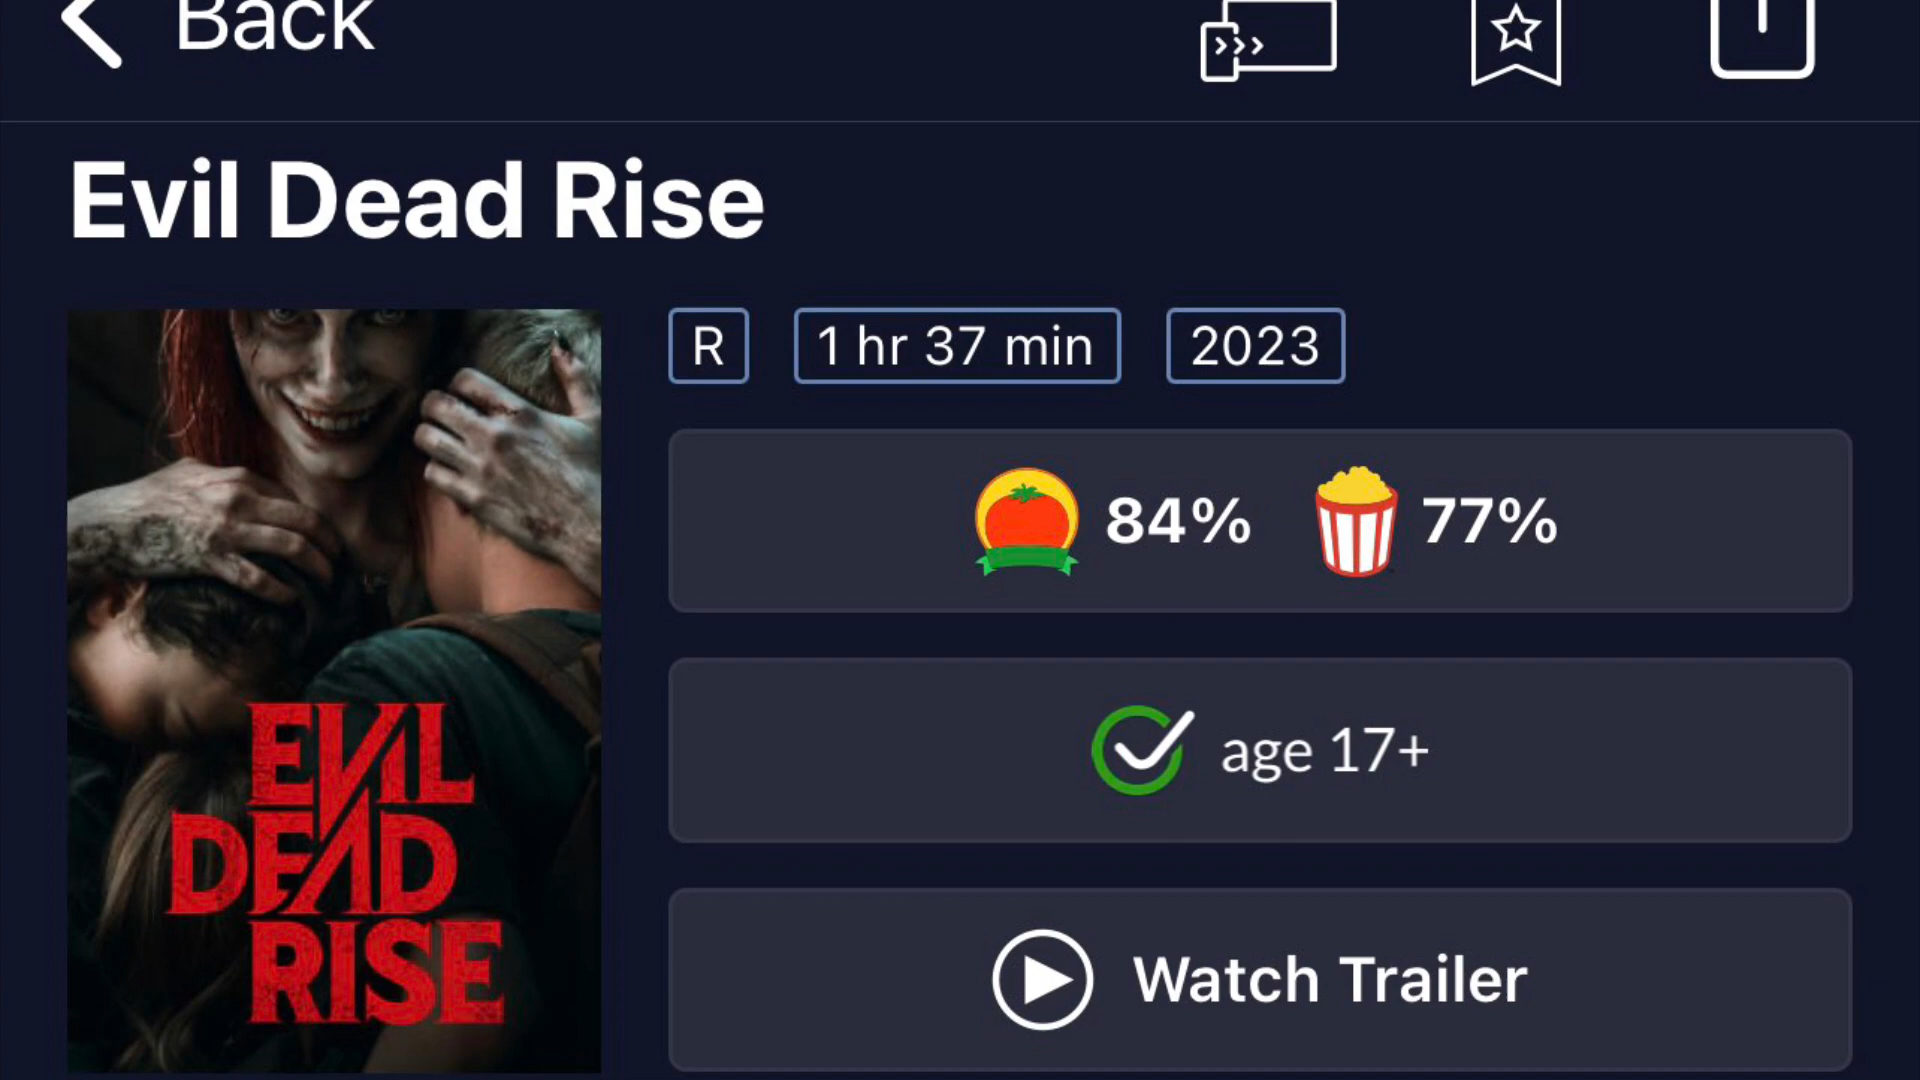 Back
Evil Dead Rise
R
1 hr 37 min
2023
84%
77%
age 17+
Watch Trailer
EVIL
DEAD
RISE